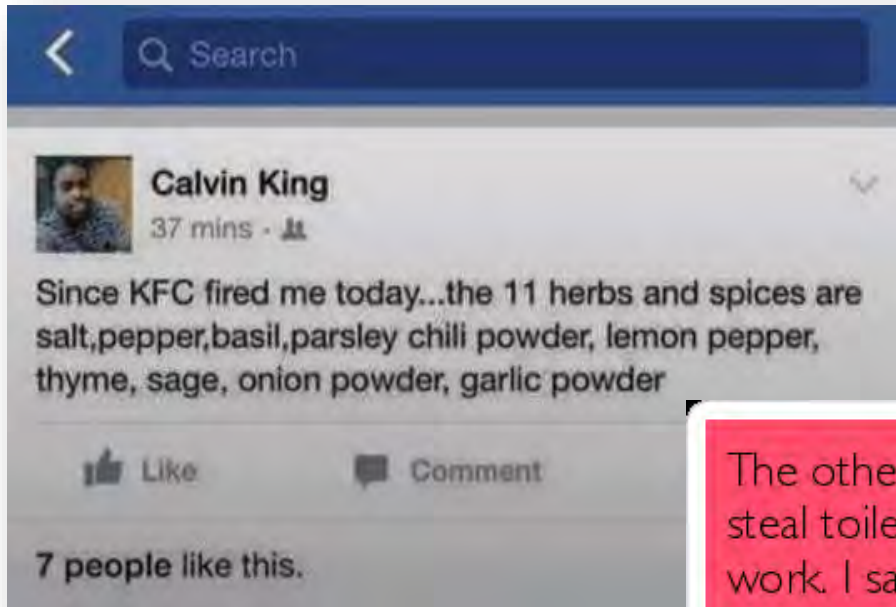 Search
Calvin King
37 mins
Since KFC fired me today...the 11 herbs and spices are
salt,pepper,basil,parsley chili powder, lemon pepper,
thyme, sage, onion powder, garlic powder
Like
Comment
7 people like this.
The othe
steal toile
work. I sa